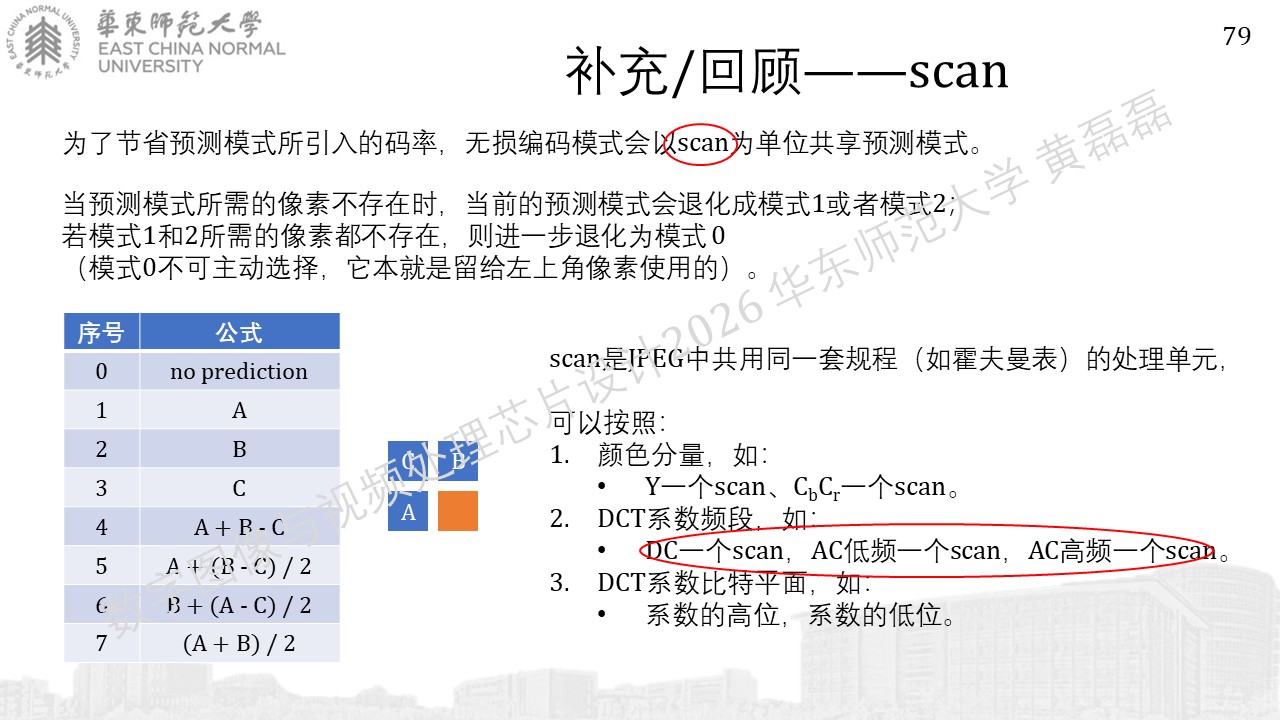 華東師範大學
EAST CHINA NORMAL
UNIVERSITY
EAST CHINA NORMAL UNIVERSITY
華東師範大學
79
补充/回顾——scan
为了节省预测模式所引入的码率，无损编码模式会以scan为单位共享预测模式。
当预测模式所需的像素不存在时，当前的预测模式会退化成模式1或者模式2；
若模式1和2所需的像素都不存在，则进一步退化为模式 0
（模式0不可主动选择，它本就是留给左上角像素使用的）。
序号 公式
0 no prediction
1 A
2 B
3 C
4 A + B - C
5 A + (B - C) / 2
6 B + (A - C) / 2
7 (A + B) / 2
C B
A
scan是JPEG中共用同一套规程（如霍夫曼表）的处理单元，
可以按照：
1. 颜色分量，如：
• Y一个scan、CbCr一个scan。
2. DCT系数频段，如：
• DC一个scan，AC低频一个scan，AC高频一个scan。
3. DCT系数比特平面，如：
• 系数的高位，系数的低位。
数字图像与视频处理芯片设计2026 华东师范大学 黄磊磊